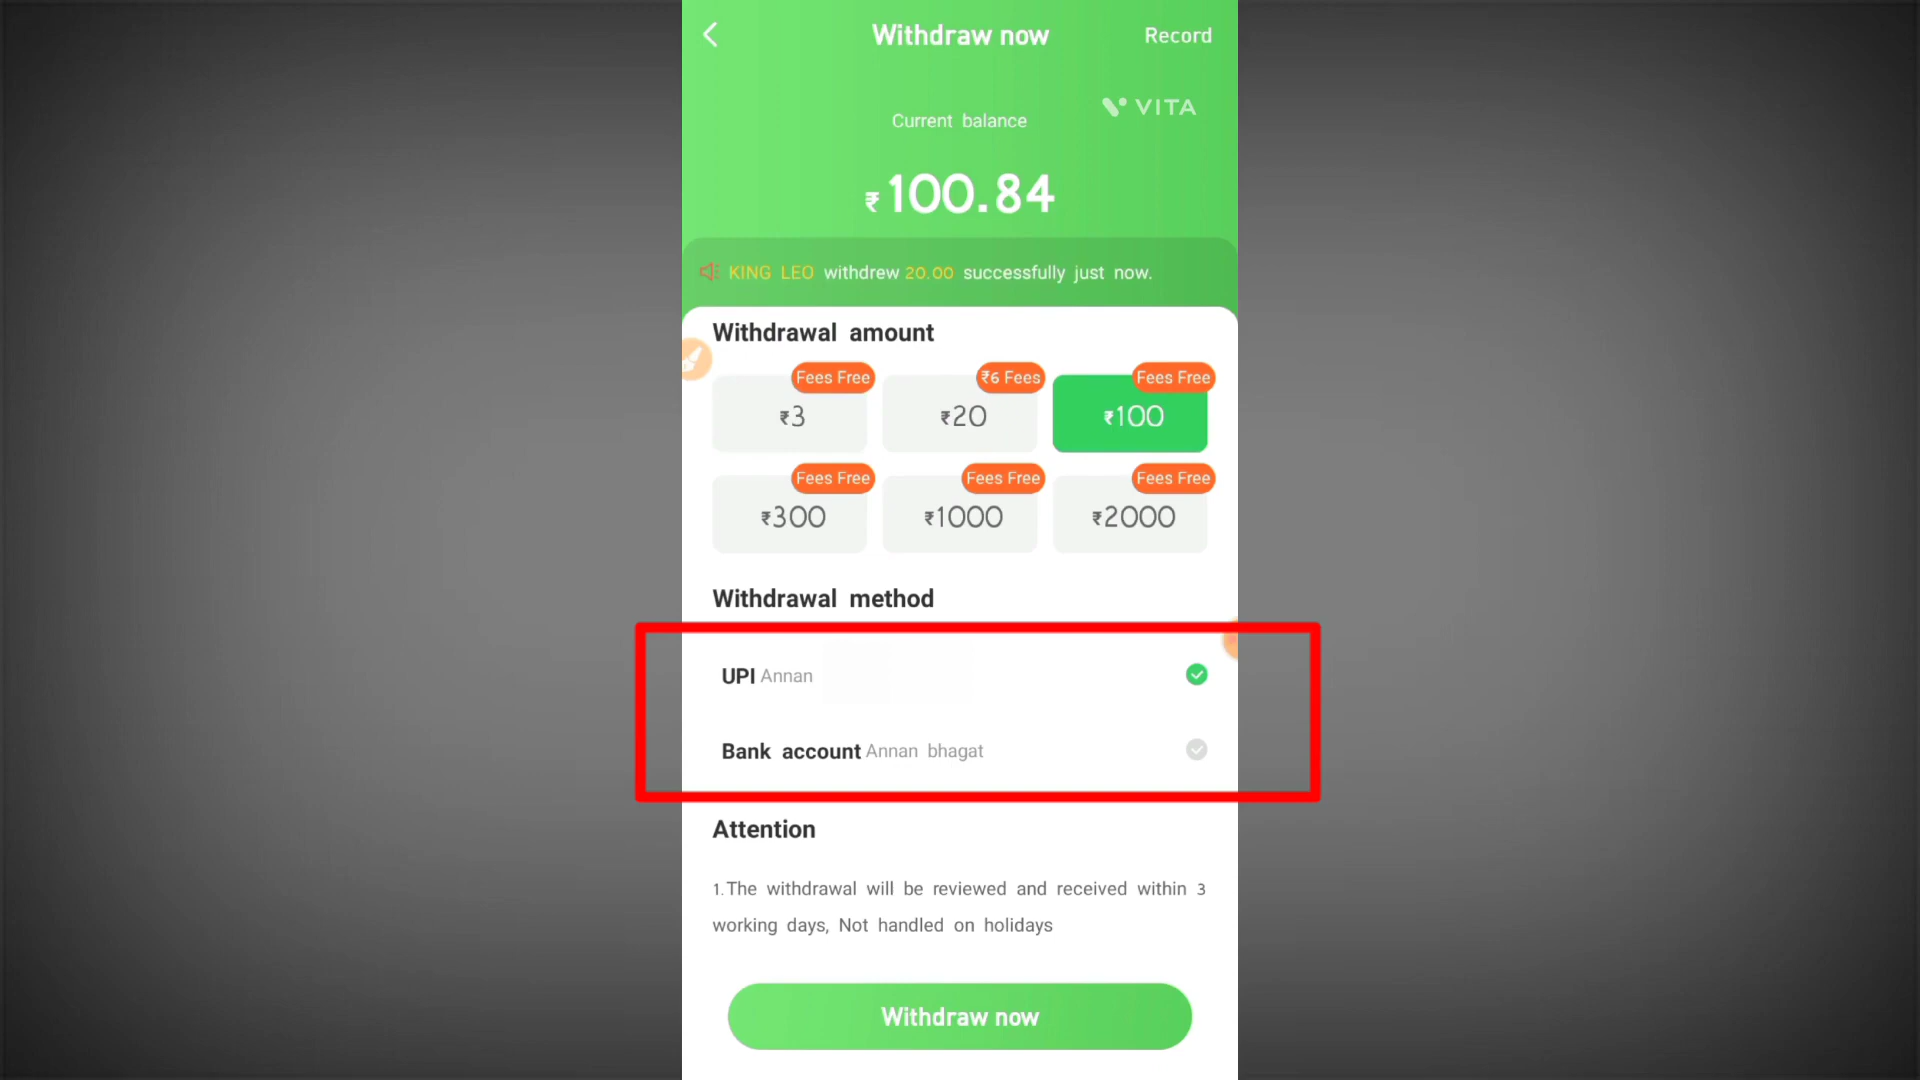 Withdraw now
Record
VITA
Current balance
₹100.84
KING LEO withdrew 20.00 successfully just now.
Withdrawal amount
Fees Free
₹6 Fees
Fees Free
₹3
₹20
₹100
Fees Free
Fees Free
Fees Free
₹300
₹1000
₹2000
Withdrawal method
UPI Annan
Bank account Annan bhagat
Attention
1.The withdrawal will be reviewed and received within 3
working days, Not handled on holidays
Withdraw now